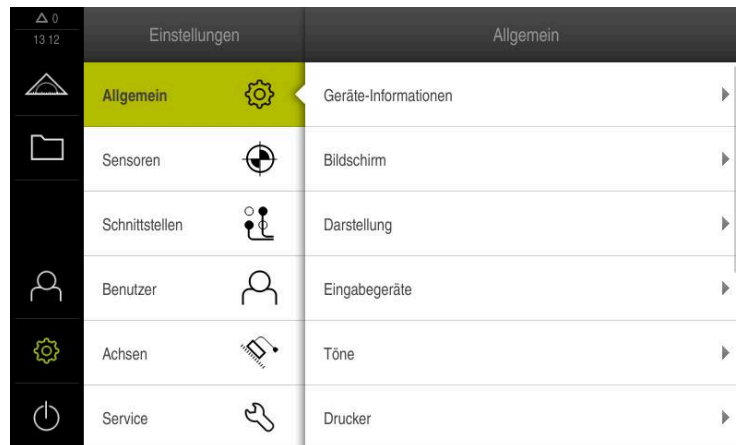 0
13 12
Einstellungen
Allgemein
Allgemein
Sensoren
Schnittstellen
Benutzer
Achsen
Service
Geräte-Informationen
Bildschirm
Darstellung
Eingabegeräte
Töne
Drucker